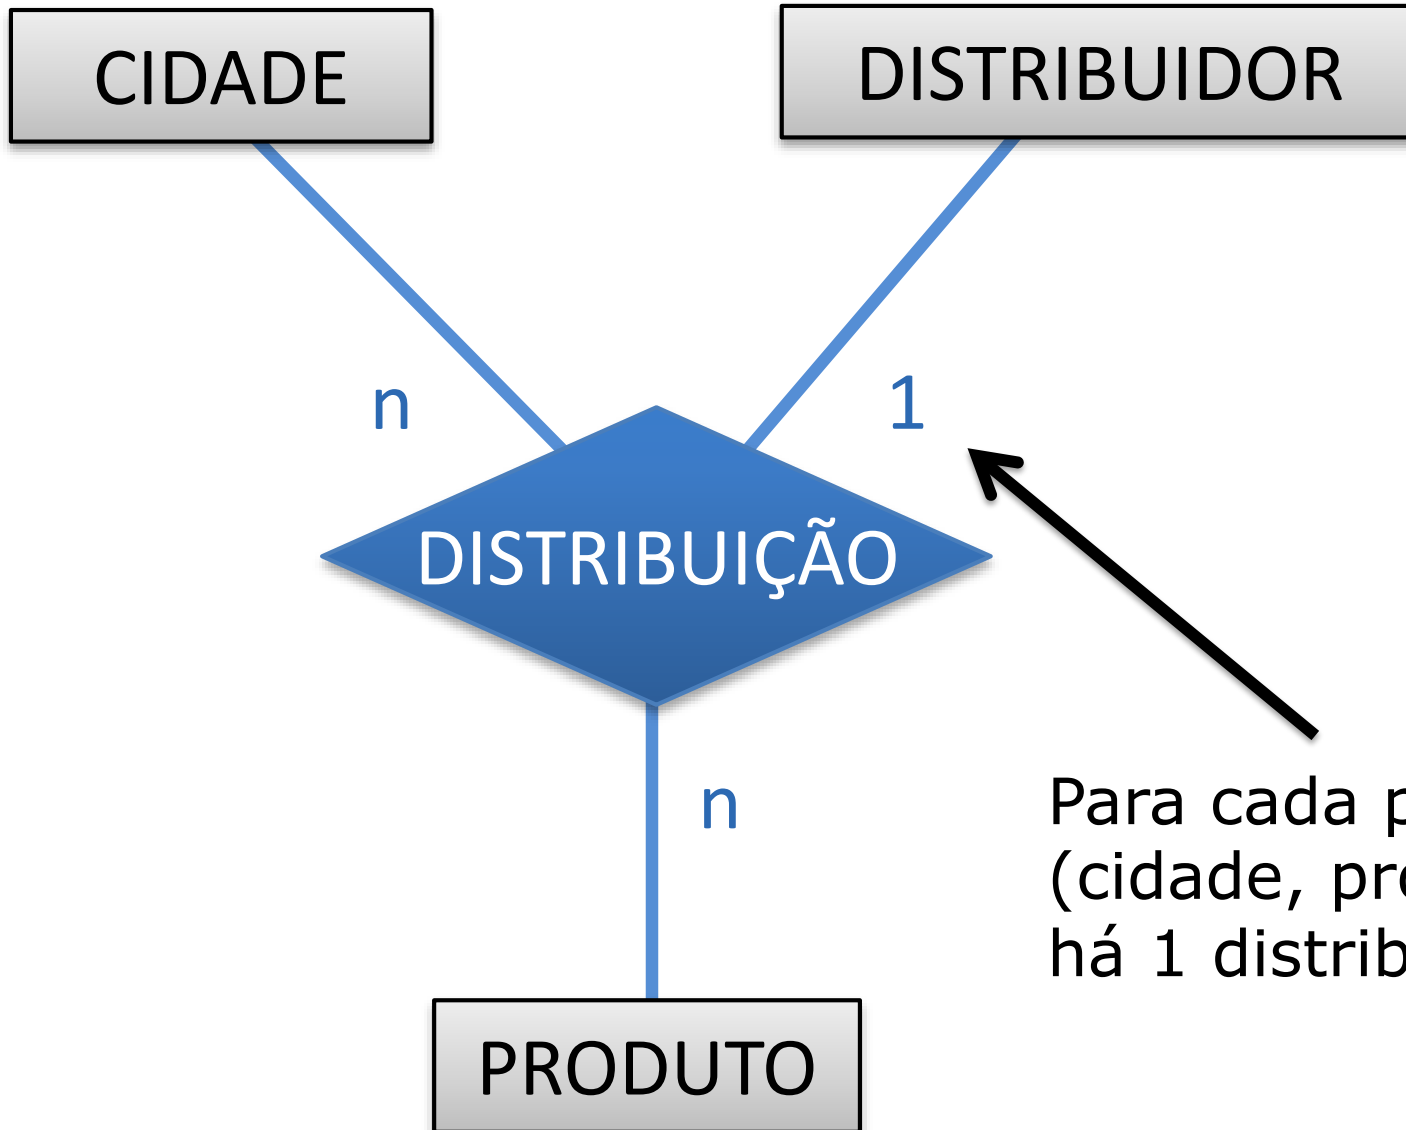 CIDADE
DISTRIBUIDOR
n
1
DISTRIBUIÇÃO
n
Para cada
(cidade,
há 1
PRODUTO